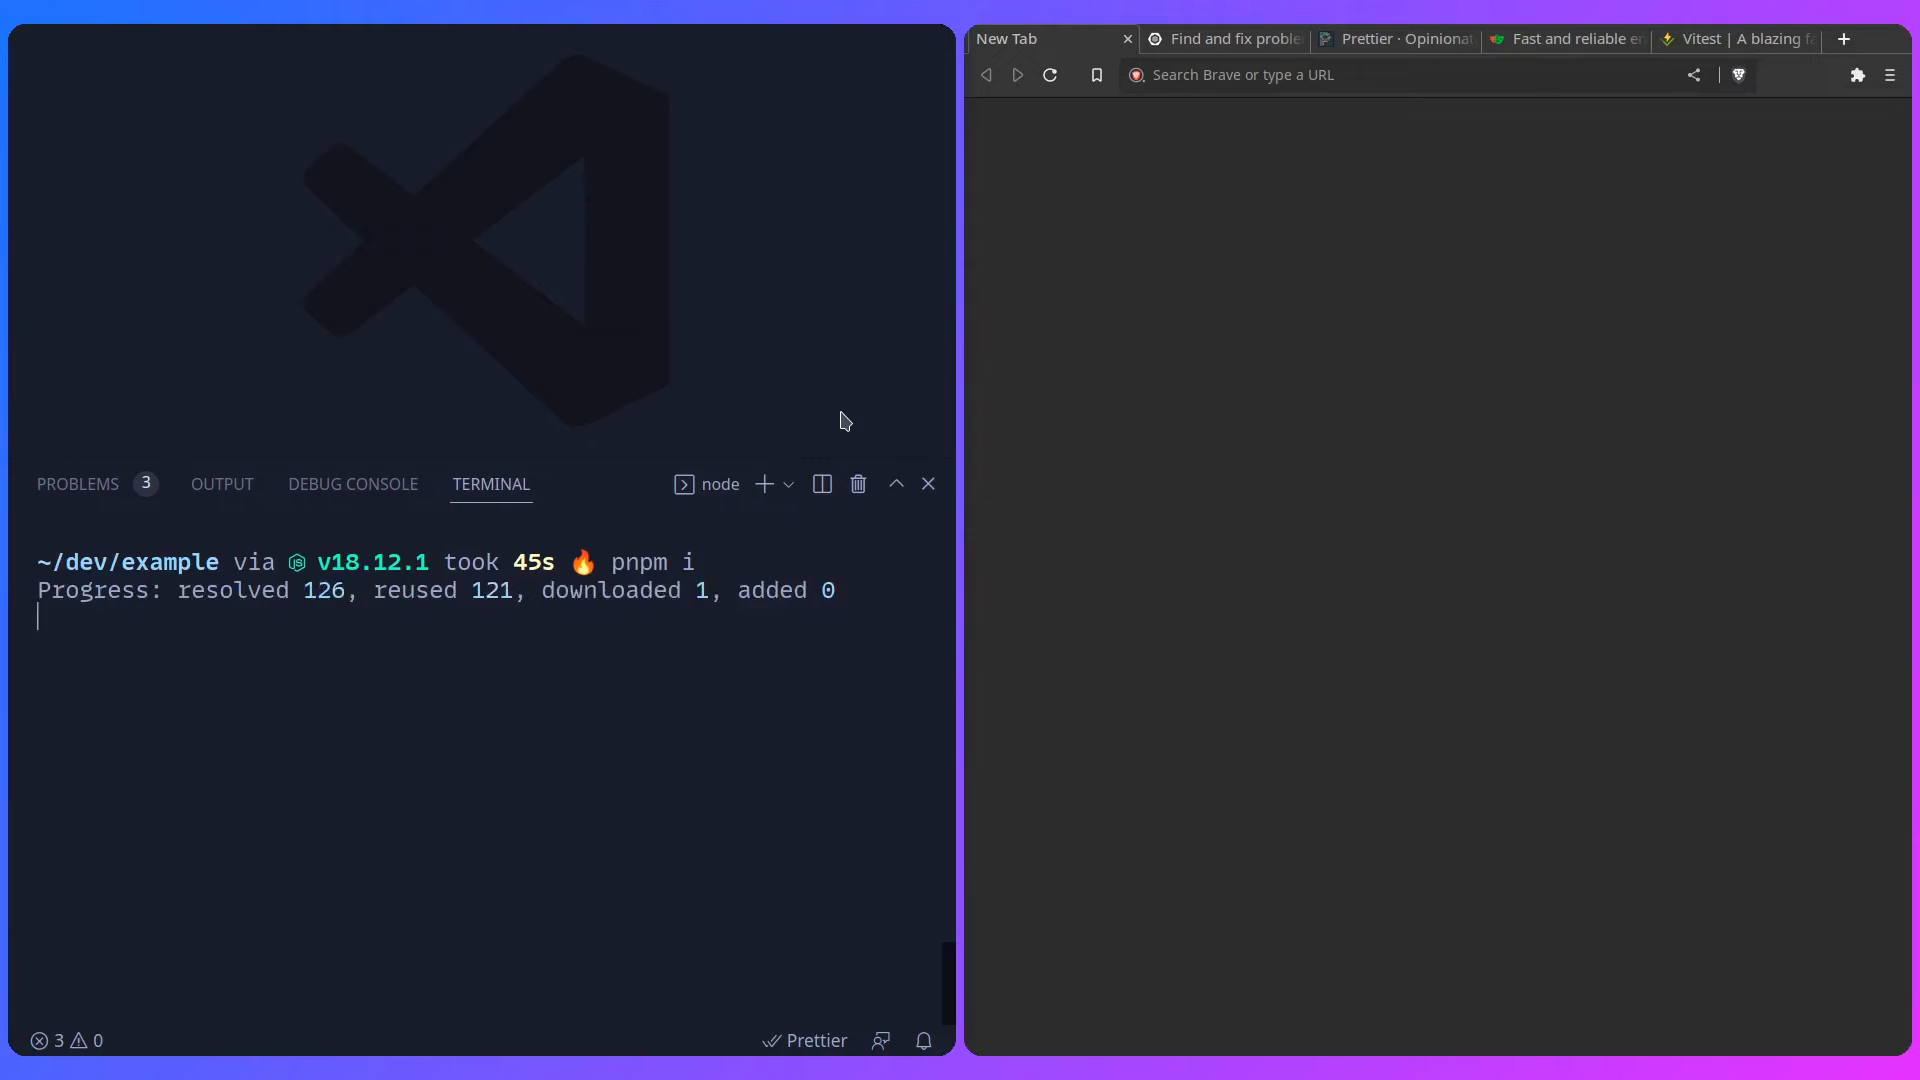 New Tab
Find and fix proble
Prettier · Opinionat
Fast and reliable en
Vitest | A blazing fa
Search Brave or type a URL
PROBLEMS 3 OUTPUT DEBUG CONSOLE TERMINAL node
~/dev/example via v18.12.1 took 45s 🔥 pnpm i
Progress: resolved 126, reused 121, downloaded 1, added 0
3 0 Prettier